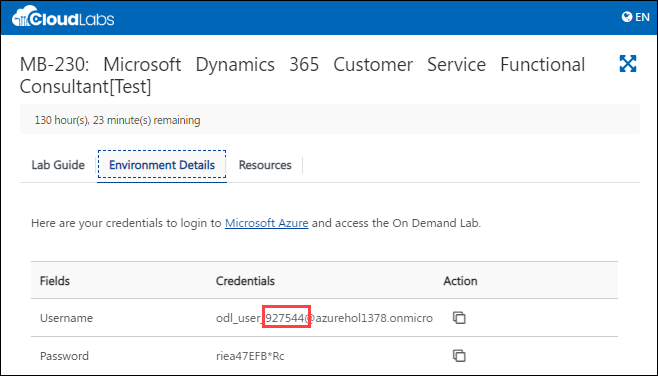 CloudLabs
EN
MB-230: Microsoft Dynamics 365 Customer Service Functional
Consultant[Test]
130 hour(s), 23 minute(s) remaining
Lab Guide Environment Details Resources
Here are your credentials to login to Microsoft Azure and access the On Demand Lab.
Fields Credentials Action
Username odl_user_927544@azurehol1378.onmicro
Password riea47EFB*Rc